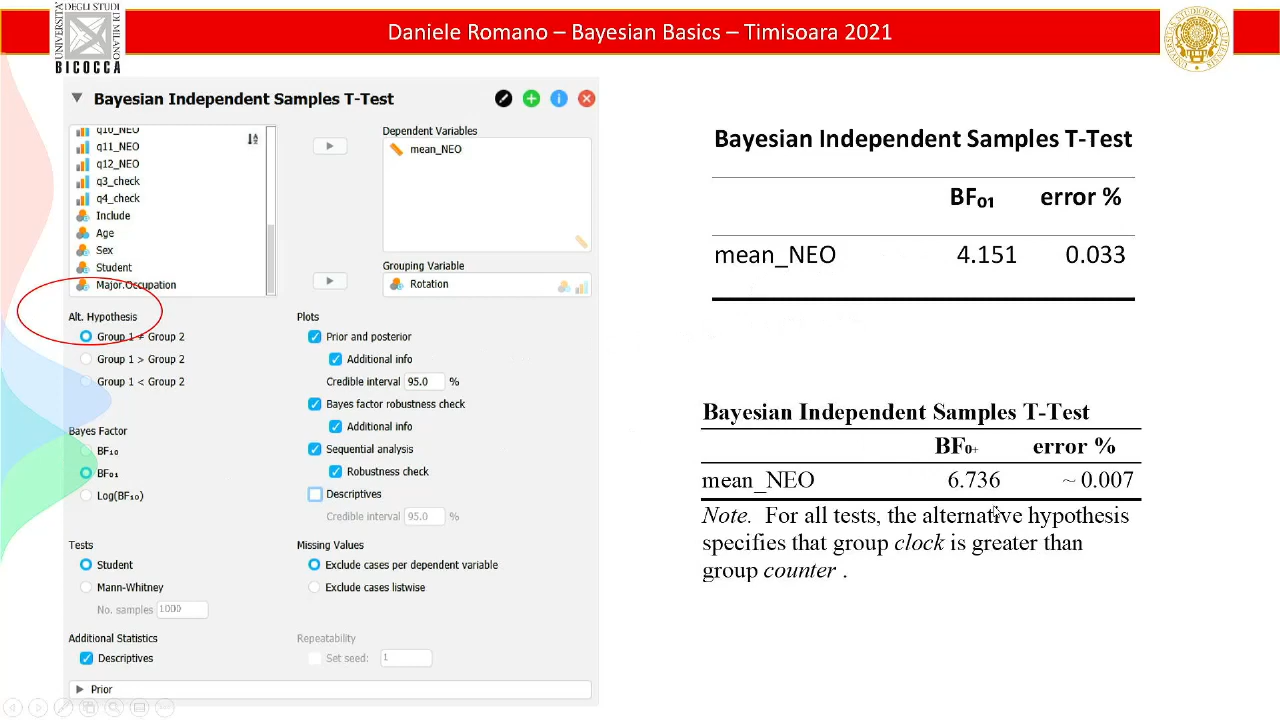 Daniele Romano – Bayesian Basics – Timisoara 2021
UNIVERSITÀ
DEGLI STUDI
DI MILANO
BICOCCA
Bayesian Independent Samples T-Test
q10_NEO
q11_NEO
q12_NEO
q3_check
q4_check
Include
Age
Sex
Student
Major.Occupation
Dependent Variables
mean_NEO
Grouping Variable
Rotation
Alt. Hypothesis
Group 1 ≠ Group 2
Group 1 > Group 2
Group 1 < Group 2
Bayes Factor
BF₁₀
BF₀₁
Log(BF₁₀)
Tests
Student
Mann-Whitney
No. samples 1000
Additional Statistics
Descriptives
Plots
Prior and posterior
Additional info
Credible interval 95.0 %
Bayes factor robustness check
Additional info
Sequential analysis
Robustness check
Descriptives
Credible interval 95.0 %
Missing Values
Exclude cases per dependent variable
Exclude cases listwise
Repeatability
Set seed: 1
Prior
Bayesian Independent Samples T-Test
BF₀₁ error %
mean_NEO 4.151 0.033
Bayesian Independent Samples T-Test
BF₀₊ error %
mean_NEO 6.736 ~ 0.007
Note. For all tests, the alternative hypothesis
specifies that group clock is greater than
group counter .